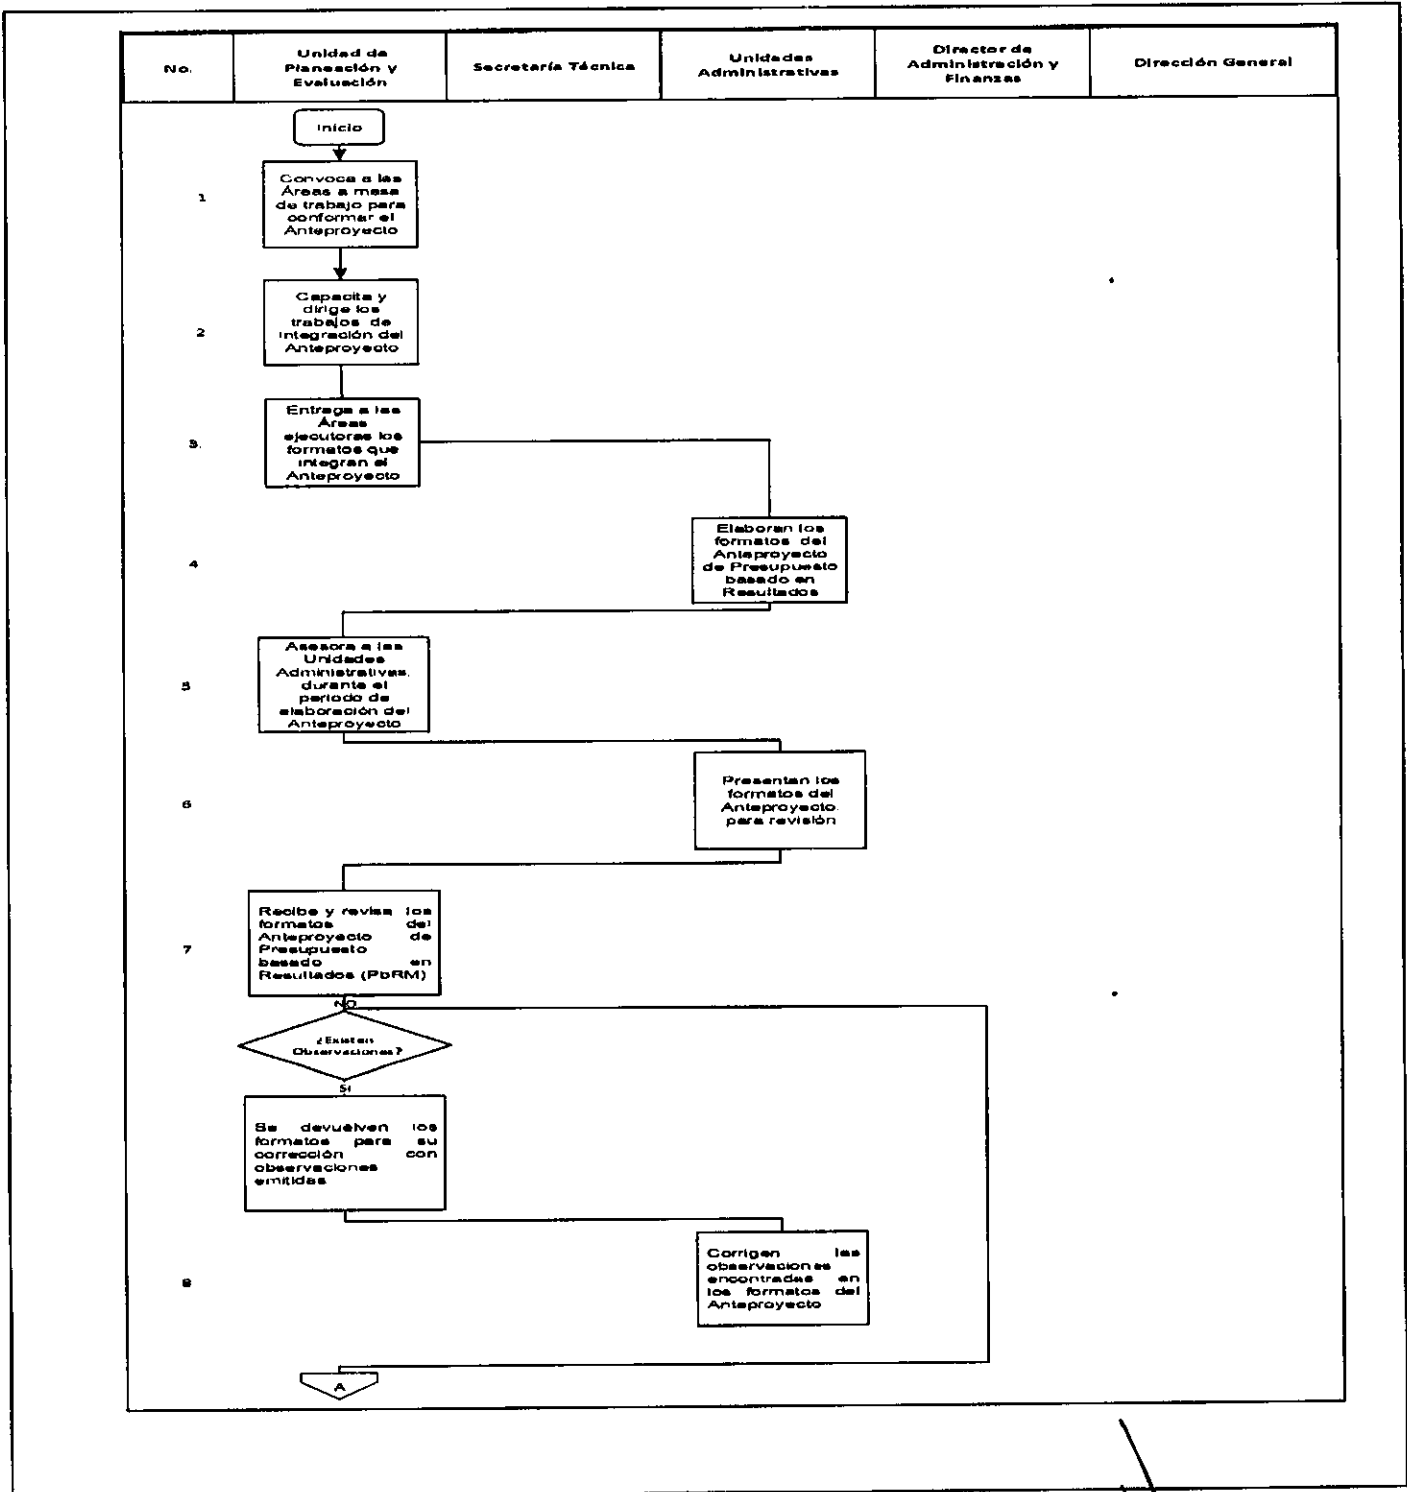 No.
Unidad de
Planeación y
Evaluación
Secretaría Técnica
Unidades
Administrativas
Director de
Administración y
Finanzas
Dirección General
Inicio
1
Convoca a las
Áreas a mesa
de trabajo para
conformar el
Anteproyecto
2
Capacita y
dirige los
trabajos de
integración del
Anteproyecto
3.
Entrega a las
Áreas
ejecutoras los
formatos que
integran el
Anteproyecto
4
Elaboran los
formatos del
Anteproyecto
de Presupuesto
basado en
Resultados
5
Asesora a las
Unidades
Administrativas,
durante el
periodo de
elaboración del
Anteproyecto
6
Presentan los
formatos del
Anteproyecto,
para revisión
7
Recibe y revisa los
formatos del
Anteproyecto de
Presupuesto
basado en
Resultados (PbRM)
NO
¿Existen
Observaciones?
SI
Se devuelven los
formatos para su
corrección con
observaciones
emitidas
8
Corrigen las
observaciones
encontradas en
los formatos del
Anteproyecto
A